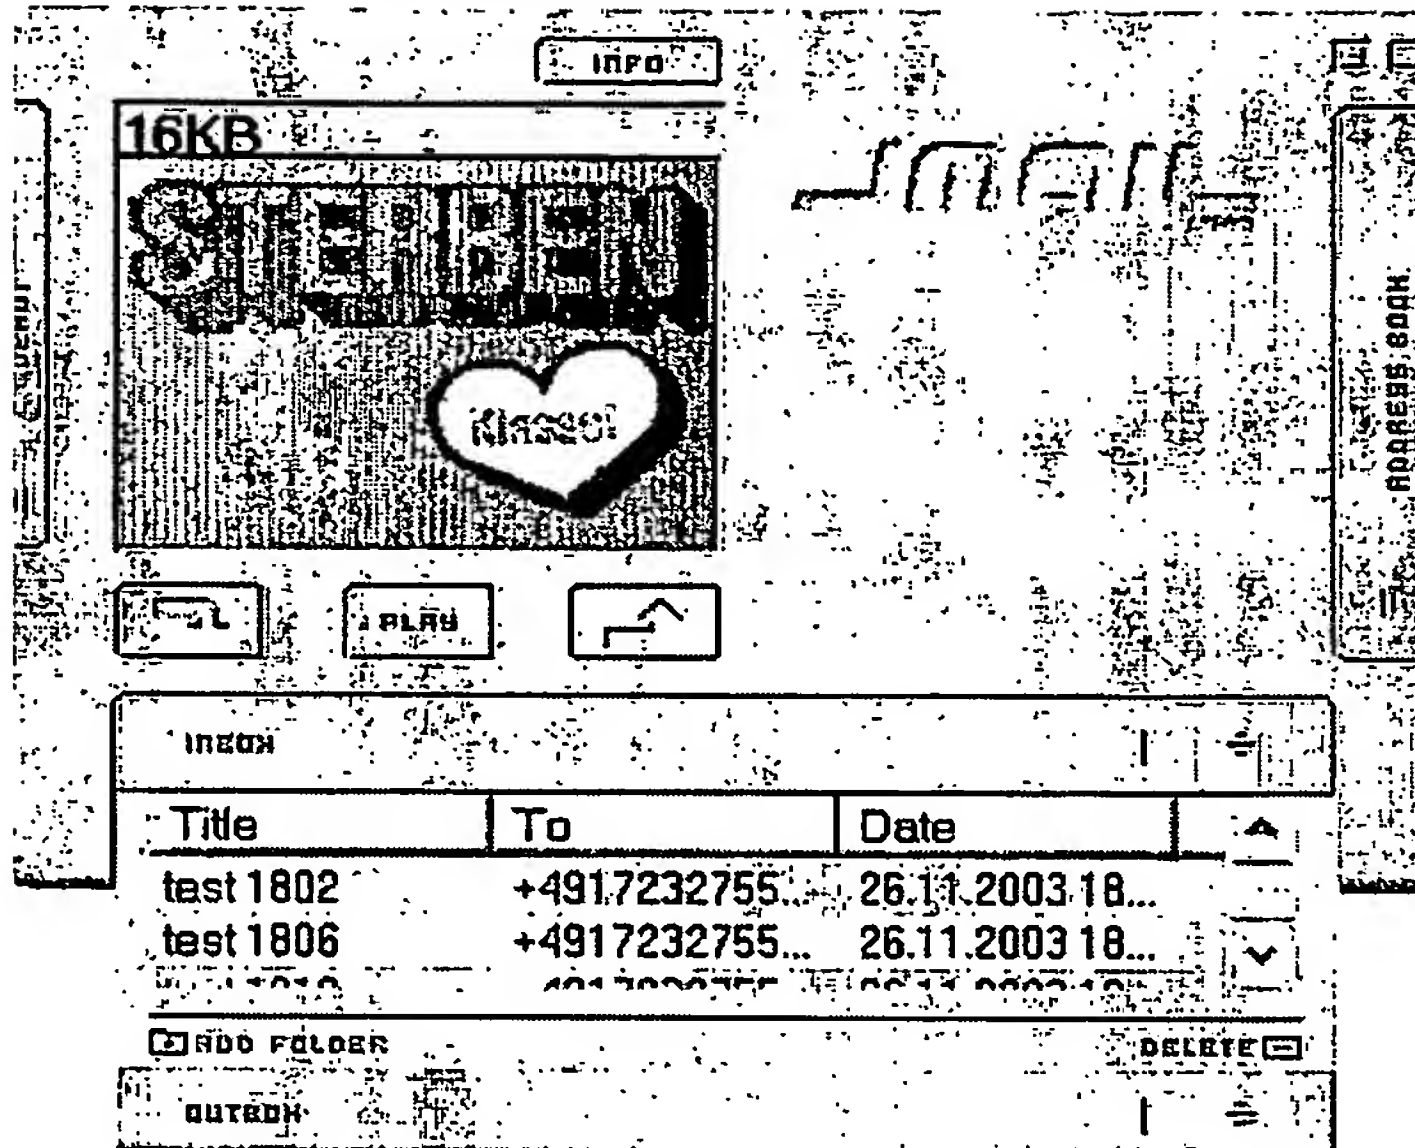 INFO
16KB
Kisses!
ADDRESS BOOK
PLAY
INBOX
Title To Date
test 1802 +4917232755... 26.11.2003 18...
test 1806 +4917232755... 26.11.2003 18...
ADD FOLDER DELETE
OUTBOX